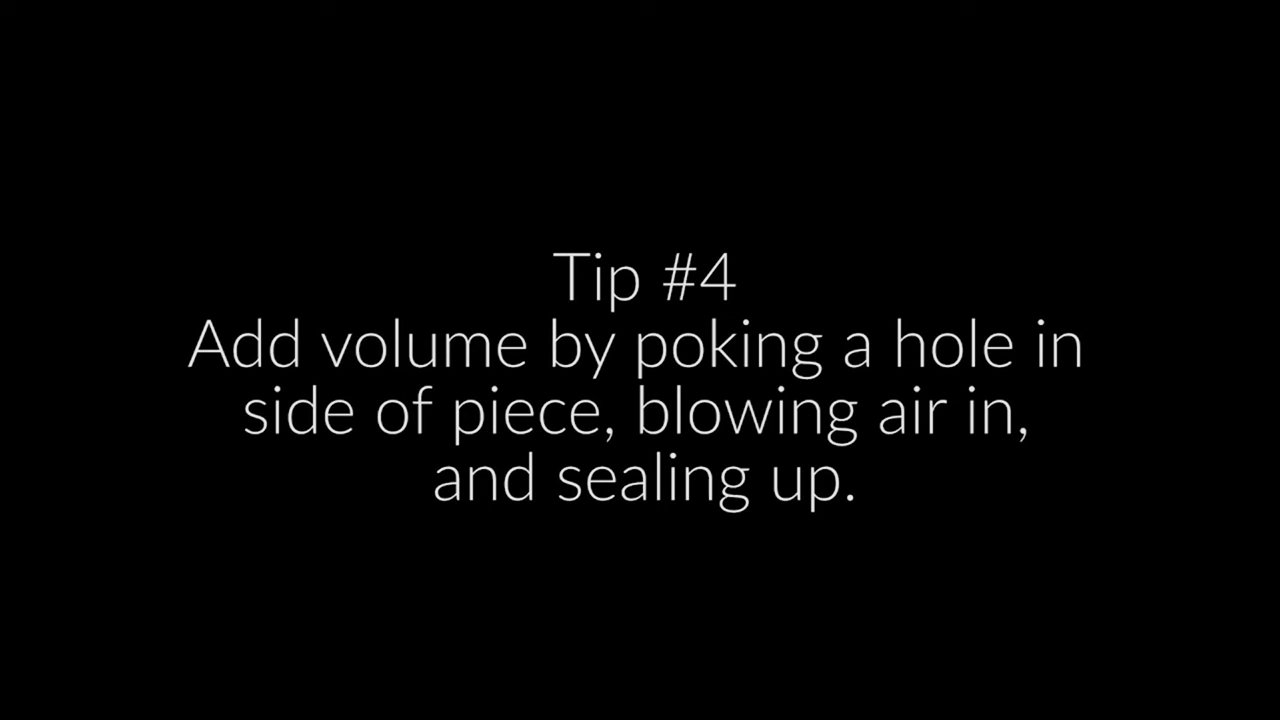 Tip #4
Add volume by poking a hole in
side of piece, blowing air in,
and sealing up.